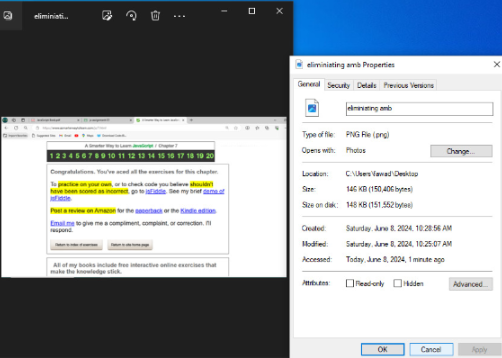 eliminiati...
A Smarter Way to Learn JavaScript / Chapter 7
1 2 3 4 5 6 7 8 9 10 11 12 13 14 15 16 17 18 19 20
Congratulations. You've aced all the exercises for this chapter.
To practice on your own, or to check code you believe shouldn't
have been scored as incorrect, go to jsFiddle. See my brief demo of
jsFiddle.
Post a review on Amazon for the paperback or the Kindle edition.
Email me to give me a compliment, complaint, or correction. I'll
respond.
Return to index of exercises
Return to site home page
All of my books include free interactive online exercises that
make the knowledge stick.
eliminiating amb Properties
General Security Details Previous Versions
eliminiating amb
Type of file: PNG File (.png)
Opens with: Photos Change...
Location: C:\Users\fawad\Desktop
Size: 146 KB (150,406 bytes)
Size on disk: 148 KB (151,552 bytes)
Created: Saturday, June 8, 2024, 10:28:56 AM
Modified: Saturday, June 8, 2024, 10:25:07 AM
Accessed: Today, June 8, 2024, 1 minute ago
Attributes: Read-only Hidden Advanced...
OK Cancel Apply